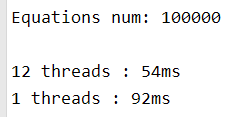 Equations num: 100000
12 threads : 54ms
1 threads : 92ms